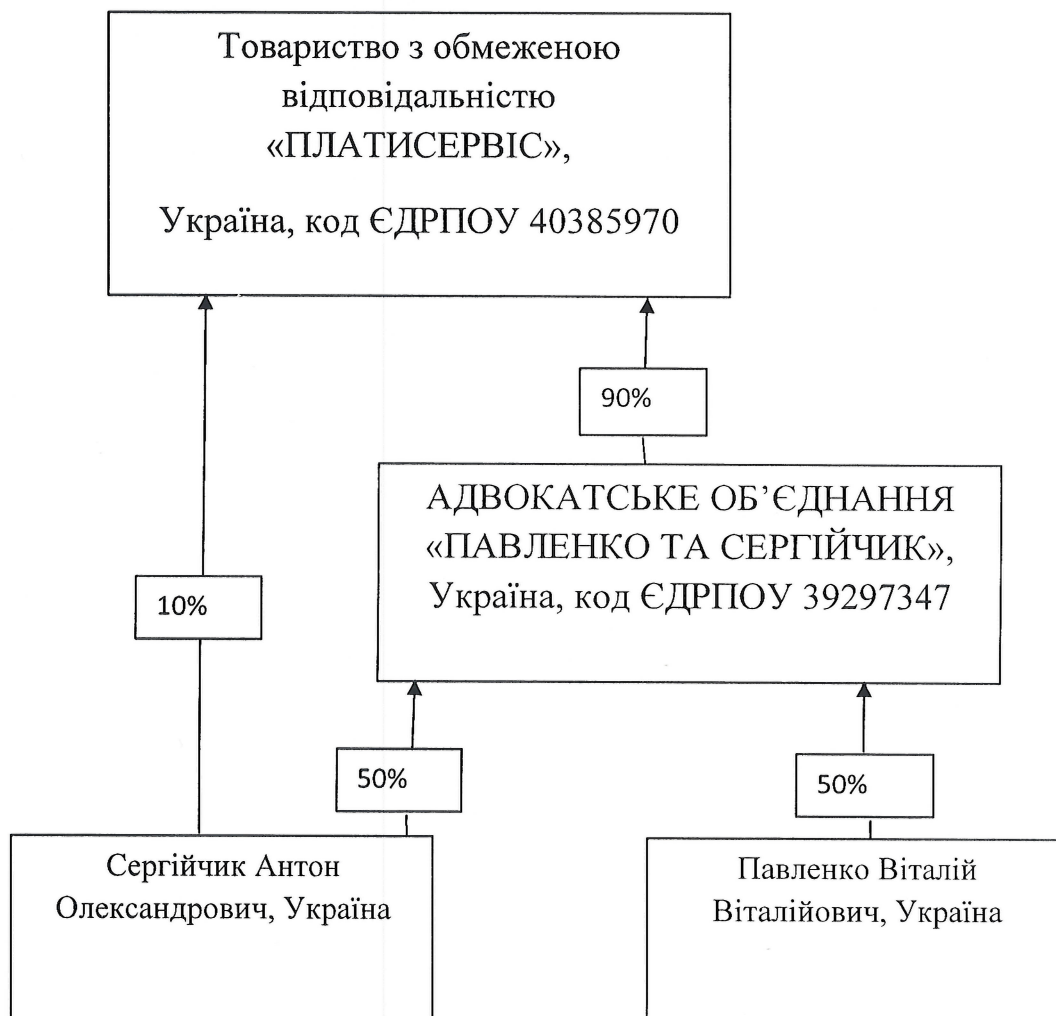 Товариство з обмеженою
відповідальністю
«ПЛАТИСЕРВІС»,
Україна, код ЄДРПОУ 40385970
90%
АДВОКАТСЬКЕ ОБ’ЄДНАННЯ
«ПАВЛЕНКО ТА СЕРГІЙЧИК»,
Україна, код ЄДРПОУ 39297347
10%
50%
50%
Сергійчик Антон
Олександрович, Україна
Павленко Віталій
Віталійович, Україна